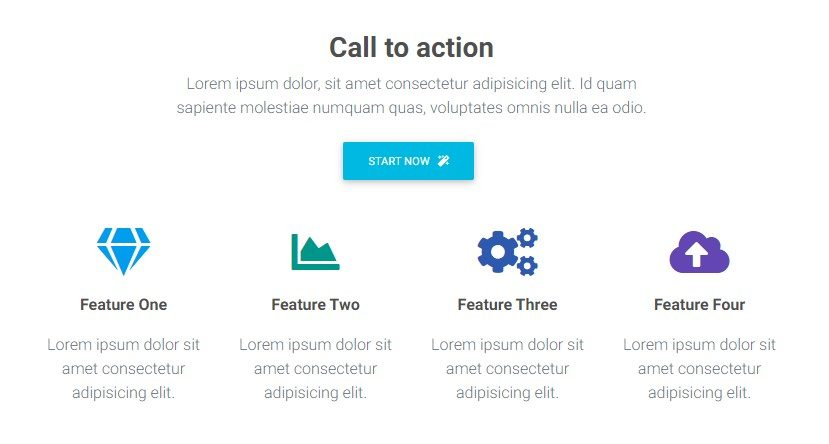 Call to action
Lorem ipsum dolor, sit amet consectetur adipisicing elit. Id quam
sapiente molestiae numquam quas, voluptates omnis nulla ea odio.
START NOW
Feature One
Feature Two
Feature Three
Feature Four
Lorem ipsum dolor sit
amet consectetur
adipisicing elit.
Lorem ipsum dolor sit
amet consectetur
adipisicing elit.
Lorem ipsum dolor sit
amet consectetur
adipisicing elit.
Lorem ipsum dolor sit
amet consectetur
adipisicing elit.